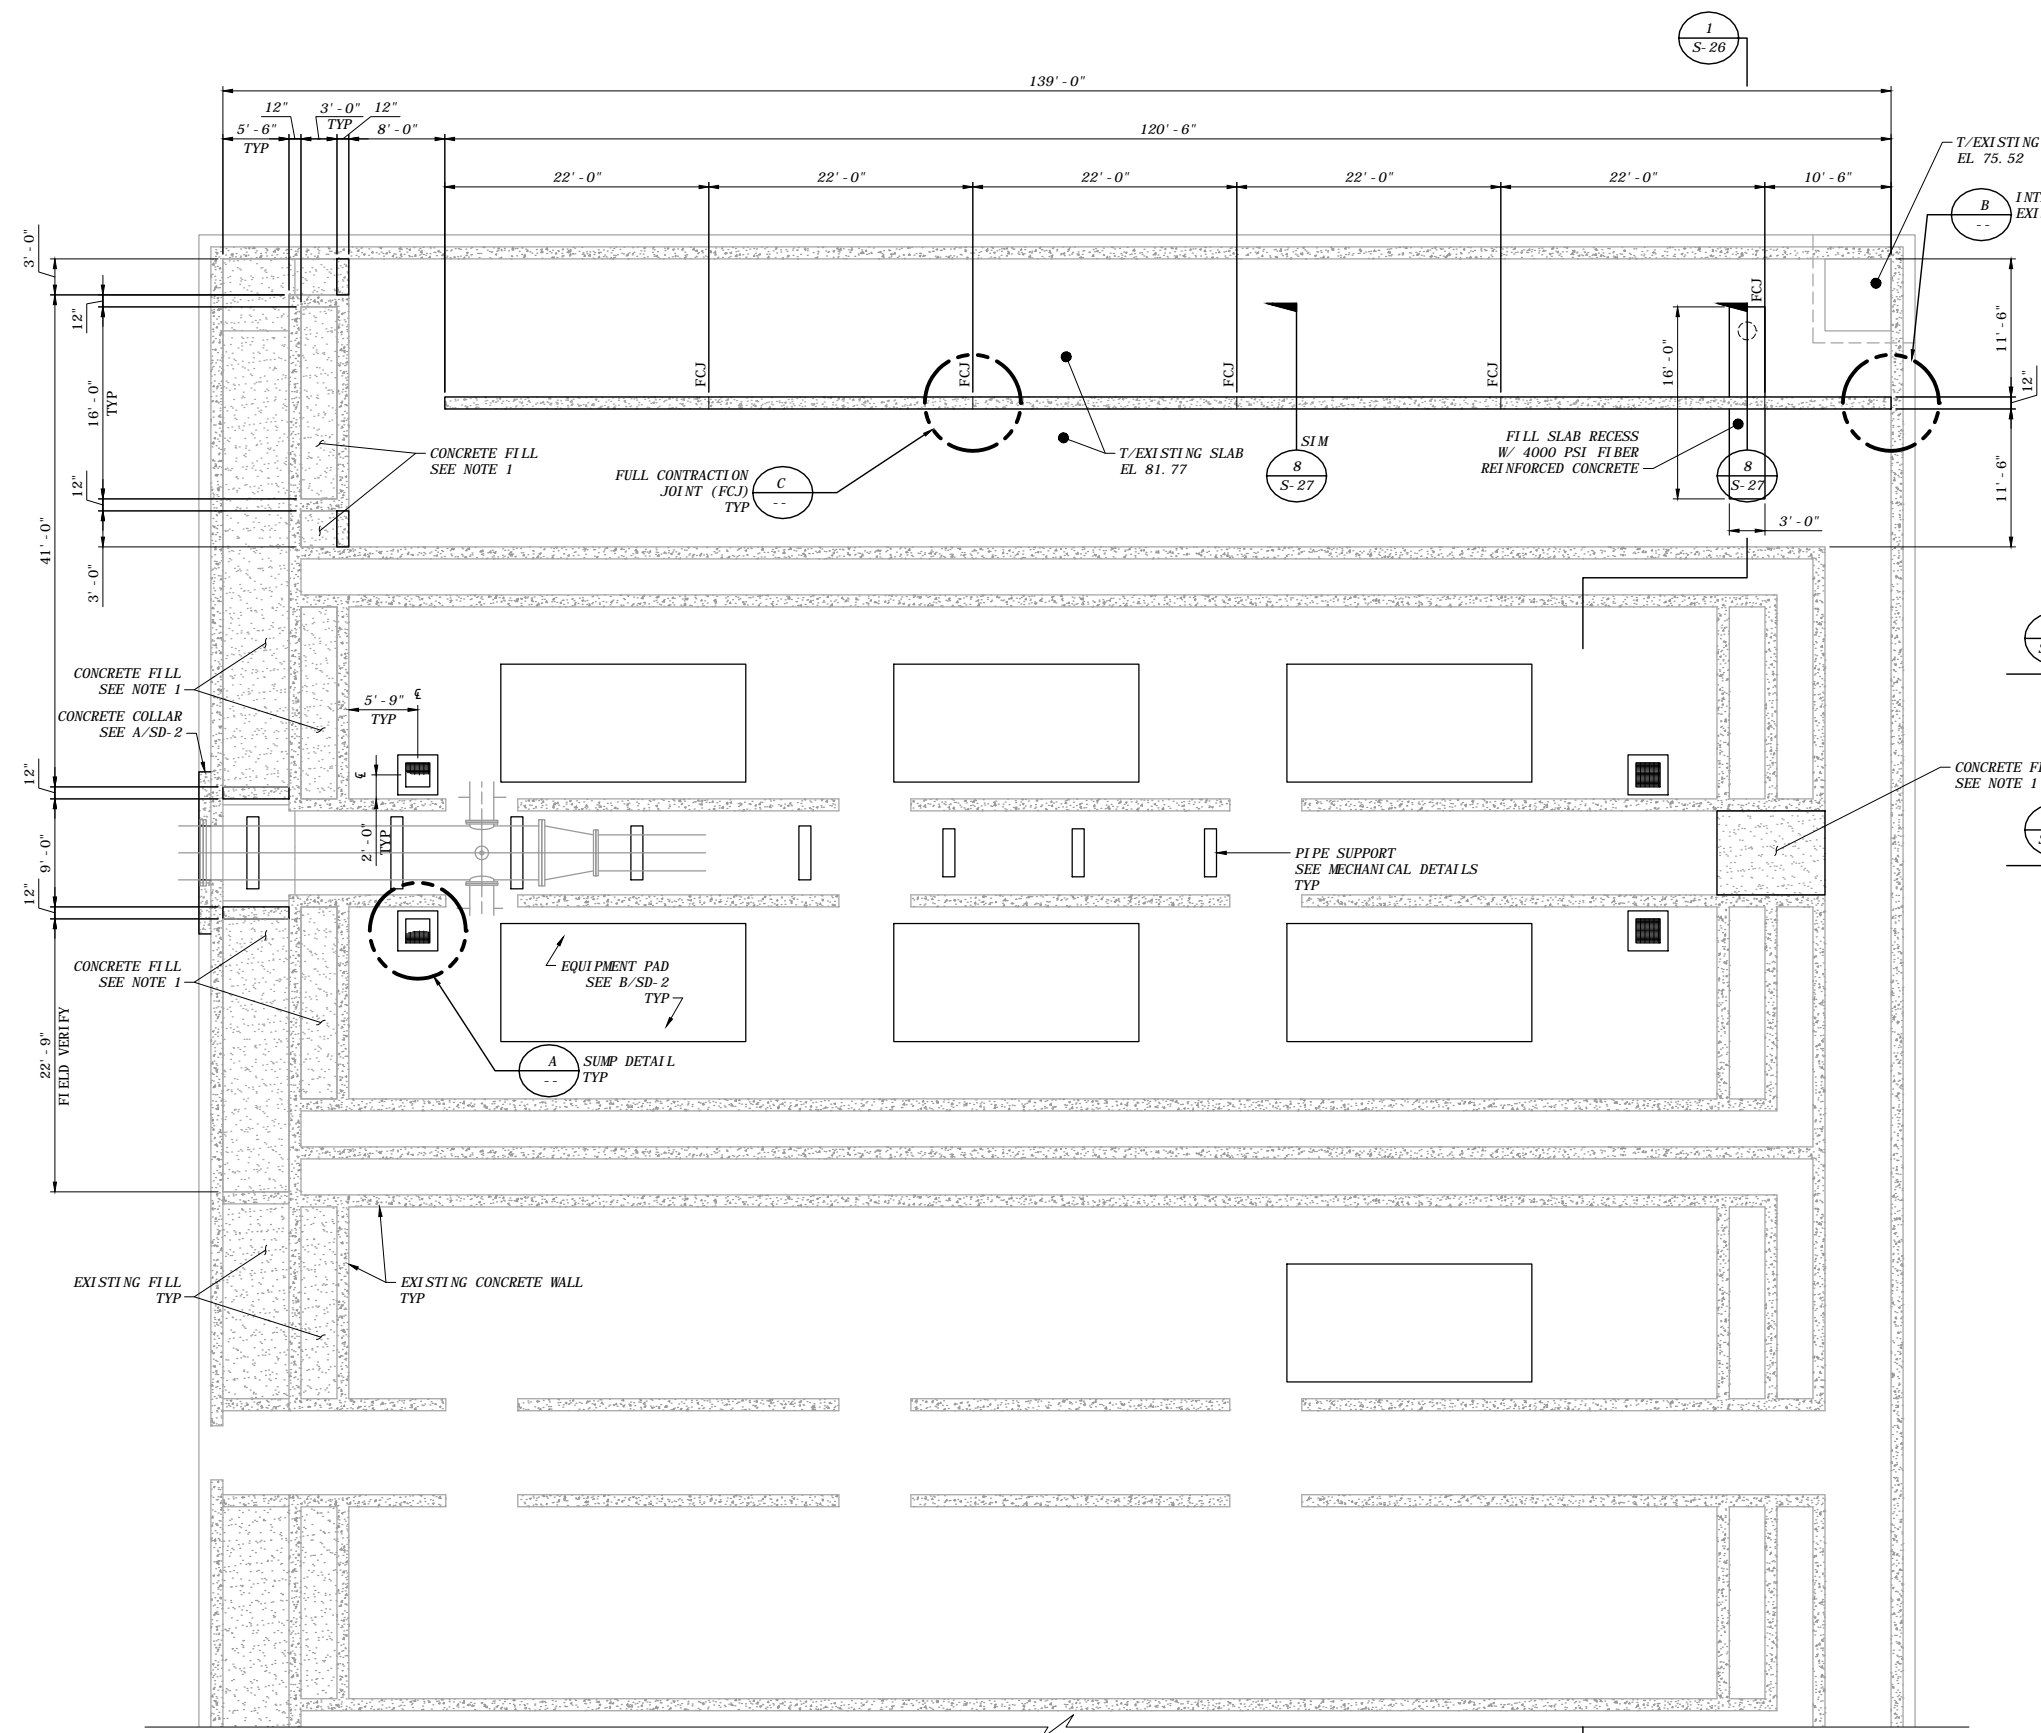 1
S-26
139'-0"
12"
3'-0"
TYP
12"
5'-6"
TYP
8'-0"
120'-6"
22'-0"
22'-0"
22'-0"
22'-0"
22'-0"
10'-6"
T/EXISTING
EL 75.52
B
--
3'-0"
12"
16'-0"
TYP
12"
3'-0"
41'-0"
FCJ
FCJ
FCJ
FCJ
FCJ
16'-0"
11'-6"
12"
11'-6"
CONCRETE FILL
SEE NOTE 1
FULL CONTRACTION
JOINT (FCJ)
TYP
C
--
T/EXISTING SLAB
EL 81.77
SIM
8
S-27
FILL SLAB RECESS
W/ 4000 PSI FIBER
REINFORCED CONCRETE
8
S-27
3'-0"
CONCRETE FILL
SEE NOTE 1
CONCRETE COLLAR
SEE A/SD-2
5'-9"
TYP
℄
℄
2'-0"
TYP
12"
9'-0"
12"
SEE NOTE 1
PIPE SUPPORT
SEE MECHANICAL DETAILS
TYP
CONCRETE FILL
SEE NOTE 1
EQUIPMENT PAD
SEE B/SD-2
TYP
22'-9"
FIELD VERIFY
A
--
SUMP DETAIL
TYP
EXISTING FILL
TYP
EXISTING CONCRETE WALL
TYP